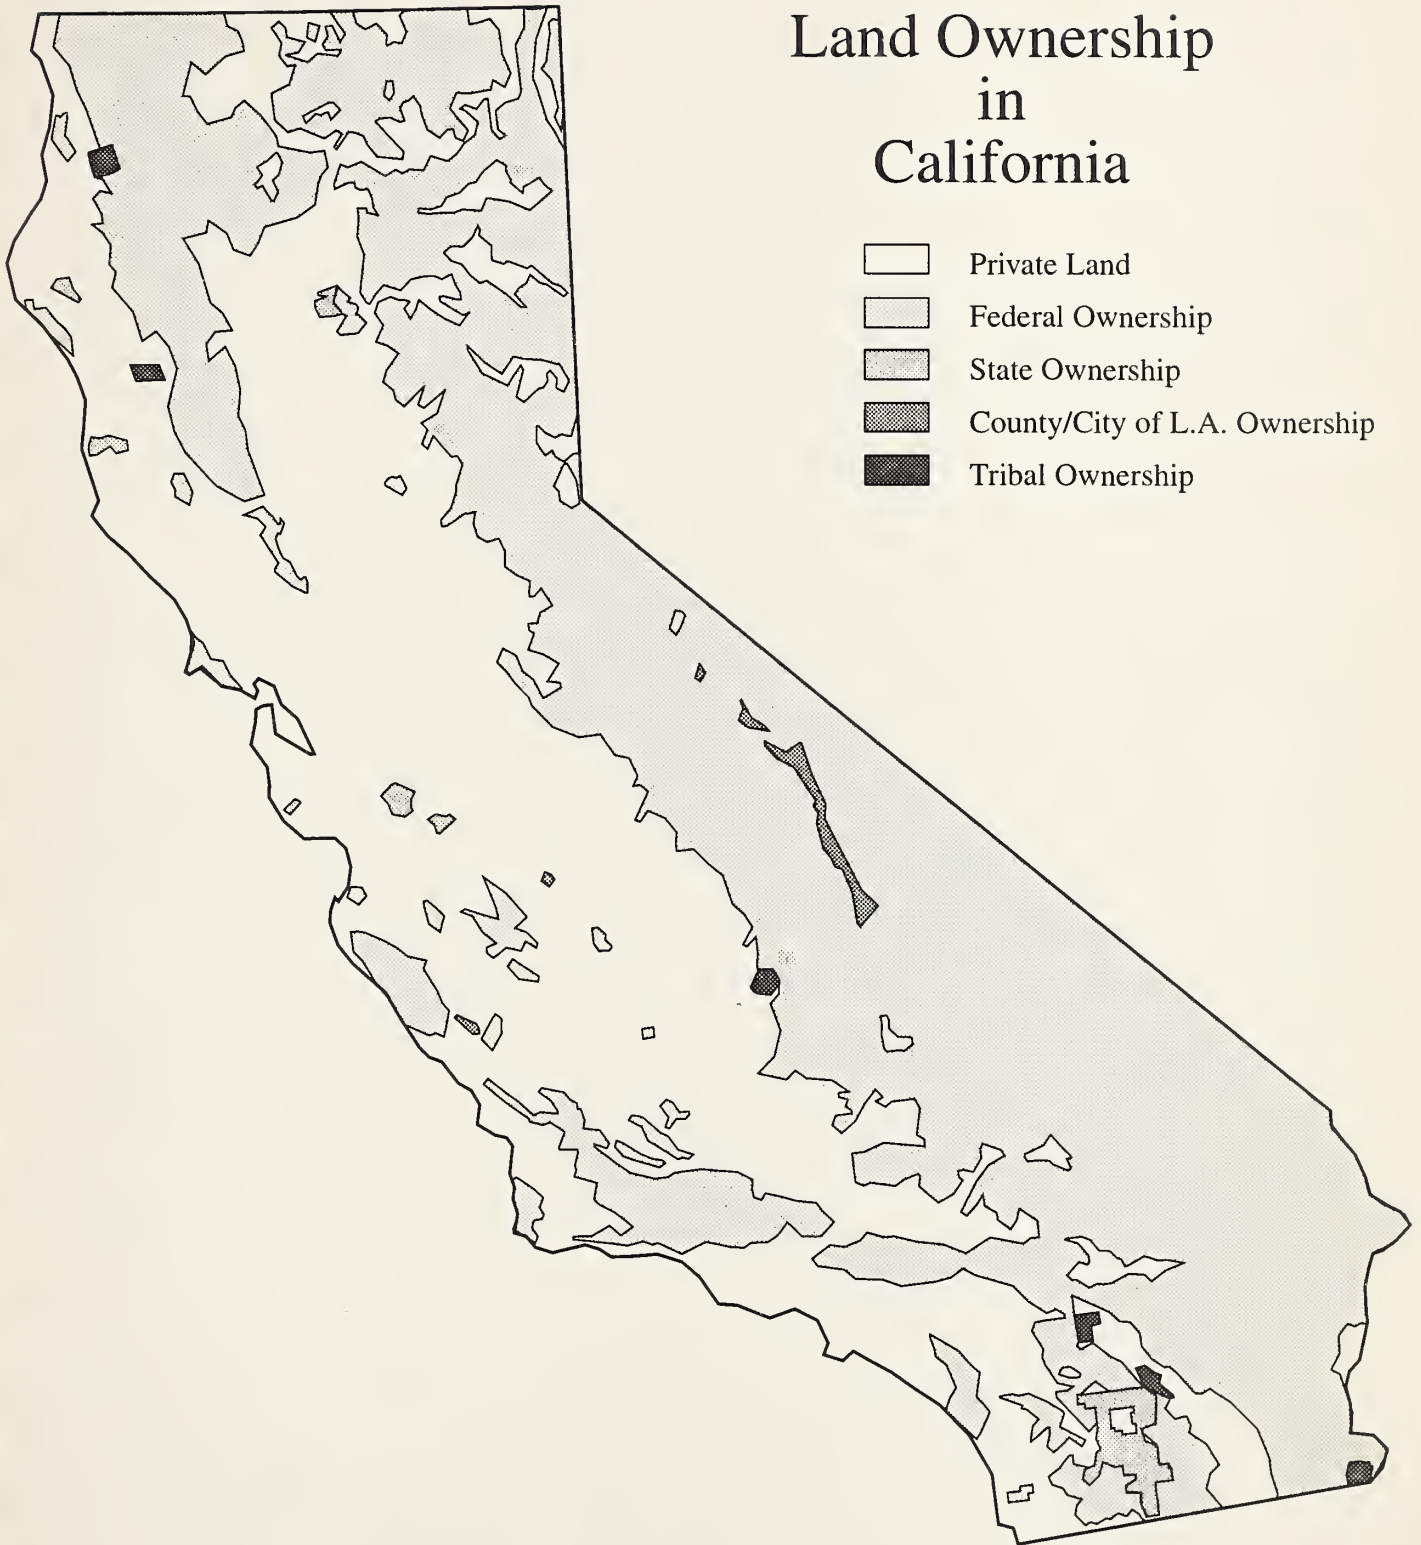 Land Ownership
in
California
Private Land
Federal Ownership
State Ownership
County/City of L.A. Ownership
Tribal Ownership